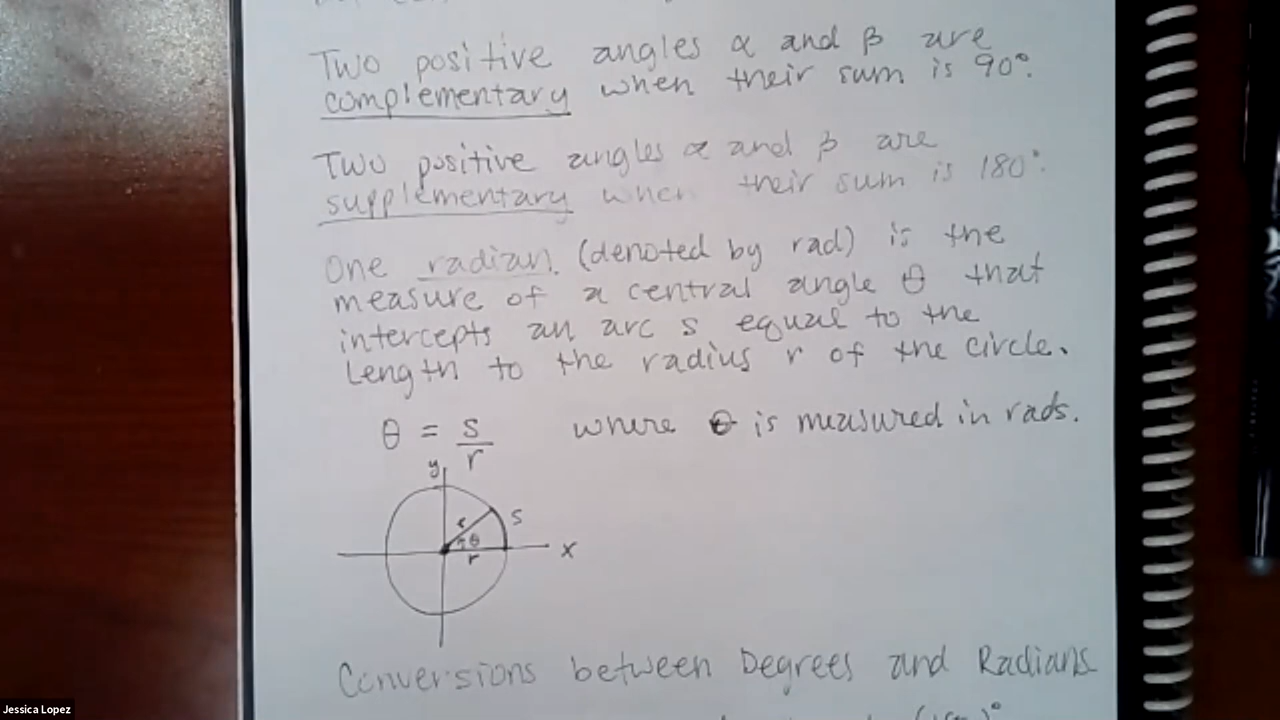 Two positive angles α and β are
complementary when their sum is 90°.
Two positive angles α and β are
supplementary when their sum is 180°.
One radian (denoted by rad) is the
measure of a central angle θ that
intercepts an arc s equal to the
length to the radius r of the circle.
θ = s/r where θ is measured in rads.
y
r
s
θ
r
x
Conversions between Degrees and Radians
Jessica Lopez